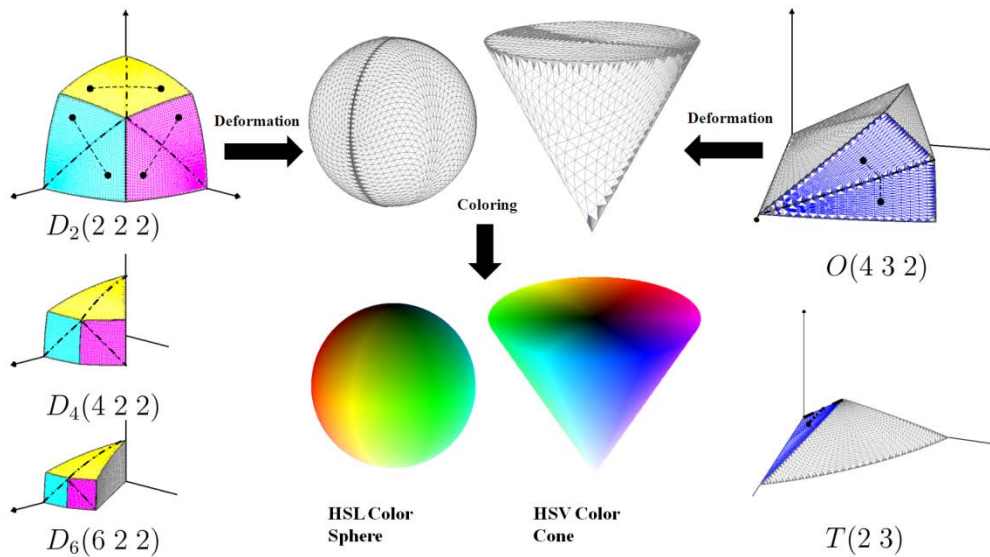 Deformation
Deformation
D₂(2 2 2)
Coloring
O(4 3 2)
D₄(4 2 2)
D₆(6 2 2)
HSL Color
Sphere
HSV Color
Cone
T(2 3)